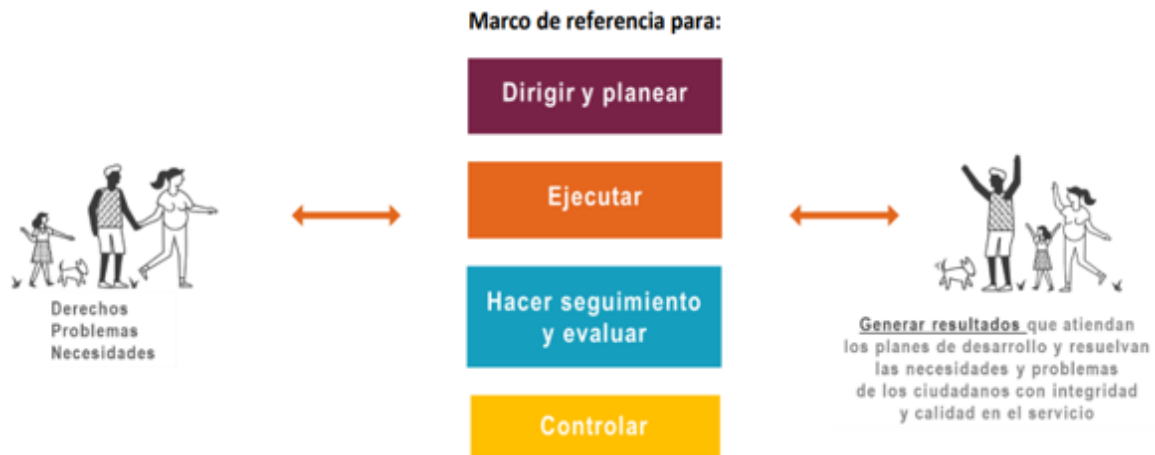 Marco de referencia para:
Dirigir y planear
Ejecutar
Hacer seguimiento
y evaluar
Controlar
Derechos
Problemas
Necesidades
Generar resultados que atiendan
los planes de desarrollo y resuelvan
las necesidades y problemas
de los ciudadanos con integridad
y calidad en el servicio